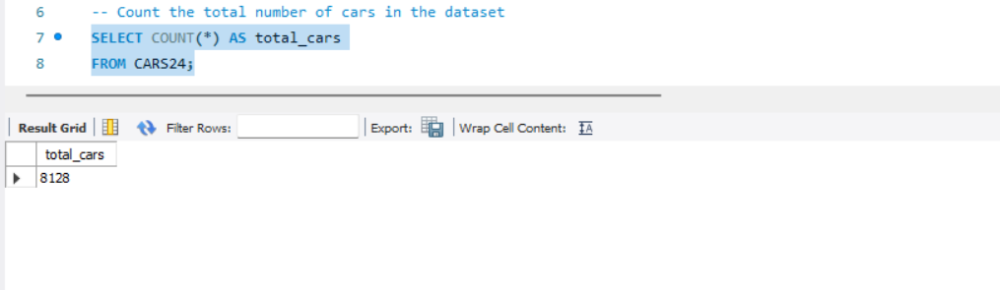 6 -- Count the total number of cars in the dataset
7 SELECT COUNT(*) AS total_cars
8 FROM CARS24;
Result Grid Filter Rows: Export: Wrap Cell Content: IA
total_cars
8128